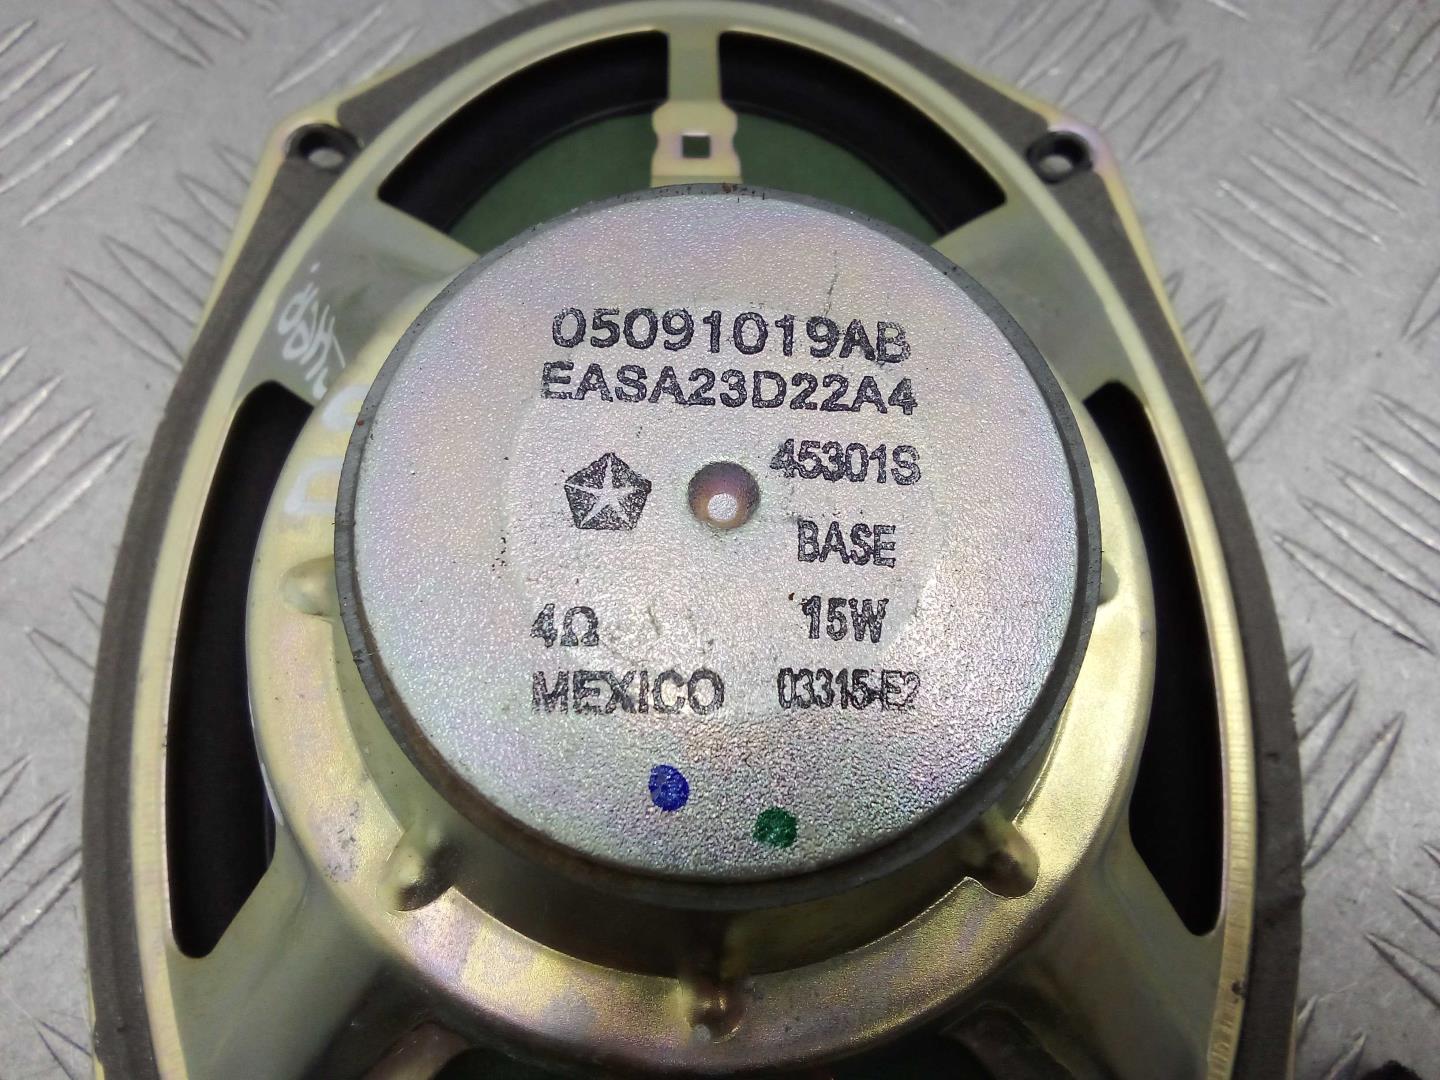 05091019AB
EASA23D22A4
45301S
BASE
4Ω 15W
MEXICO 03315-E2